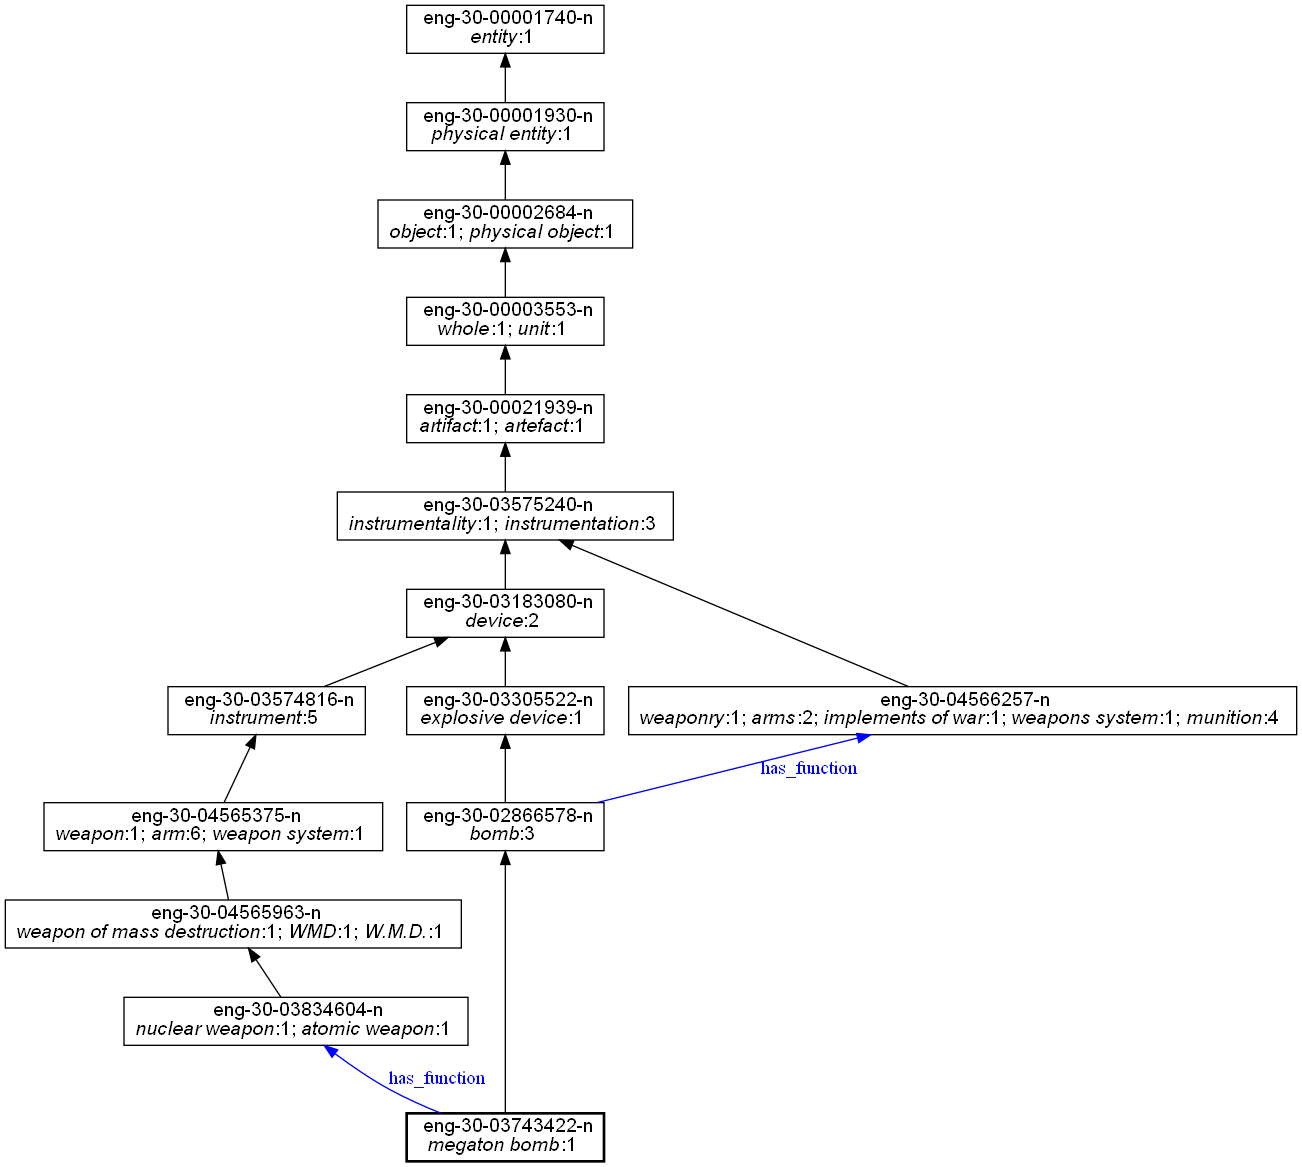 eng-30-00001740-n
entity:1
eng-30-00001930-n
physical entity:1
eng-30-00002684-n
object:1; physical object:1
eng-30-00003553-n
whole:1; unit:1
eng-30-00021939-n
artifact:1; artefact:1
eng-30-03575240-n
instrumentality:1; instrumentation:3
eng-30-03183080-n
device:2
eng-30-03574816-n
instrument:5
eng-30-03305522-n
explosive device:1
eng-30-04566257-n
weaponry:1; arms:2; implements of war:1; weapons system:1; munition:4
has_function
eng-30-04565375-n
weapon:1; arm:6; weapon system:1
eng-30-02866578-n
bomb:3
eng-30-04565963-n
weapon of mass destruction:1; WMD:1; W.M.D.:1
eng-30-03834604-n
nuclear weapon:1; atomic weapon:1
has_function
eng-30-03743422-n
megaton bomb:1